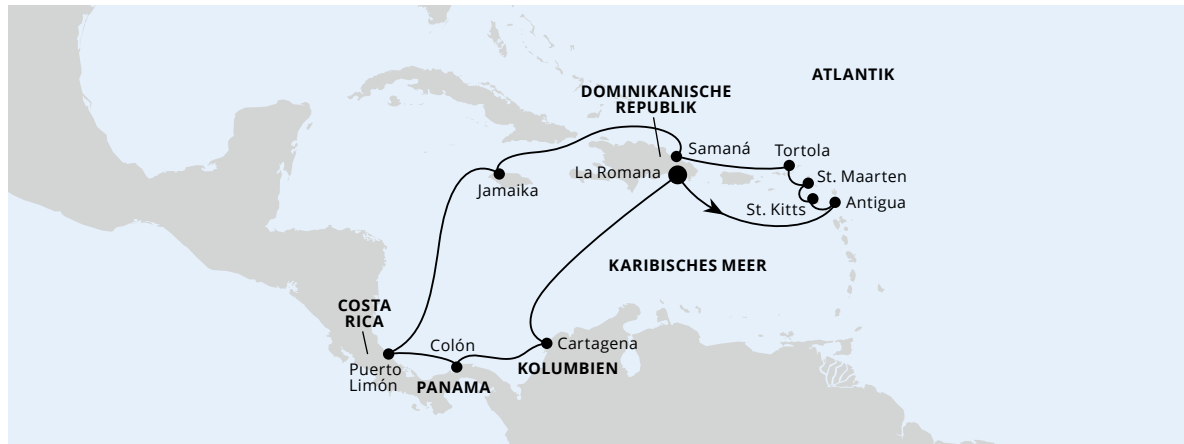 ATLANTIK
DOMINIKANISCHE
REPUBLIK
Samaná
Tortola
La Romana
St. Maarten
Jamaika
St. Kitts
Antigua
KARIBISCHES MEER
COSTA
RICA
Colón
Cartagena
Puerto
Limón
KOLUMBIEN
PANAMA